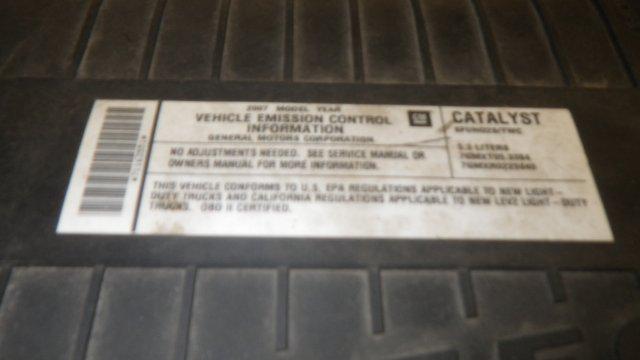 2007 MODEL YEAR
VEHICLE EMISSION CONTROL
INFORMATION
GENERAL MOTORS CORPORATION
GM
CATALYST
NO ADJUSTMENTS NEEDED. SEE SERVICE MANUAL OR
OWNERS MANUAL FOR MORE INFORMATION.
LITERS
THIS VEHICLE CONFORMS TO U.S. EPA REGULATIONS APPLICABLE TO NEW LIGHT-
DUTY TRUCKS AND CALIFORNIA REGULATIONS APPLICABLE TO NEW LEV2 LIGHT-DUTY
TRUCKS. OBD II CERTIFIED.